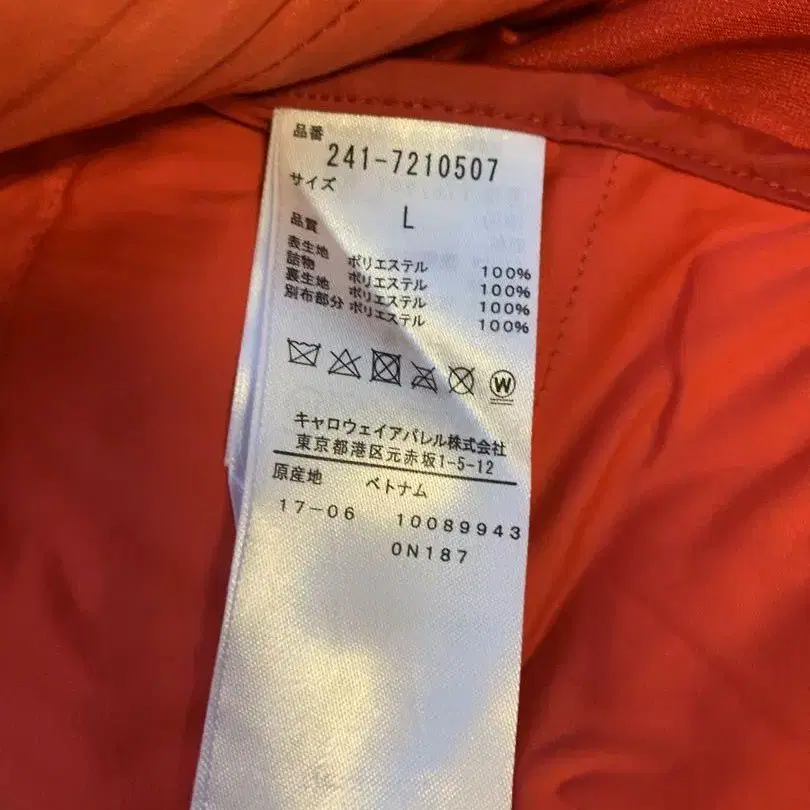 品番
241-7210507
サイズ
L
品質
表生地 ポリエステル 100%
詰物 ポリエステル 100%
裏生地 ポリエステル 100%
別布部分 ポリエステル 100%
W
キャロウェイアパレル株式会社
東京都港区元赤坂1-5-12
原産地 ベトナム
17-06 10089943
0N187